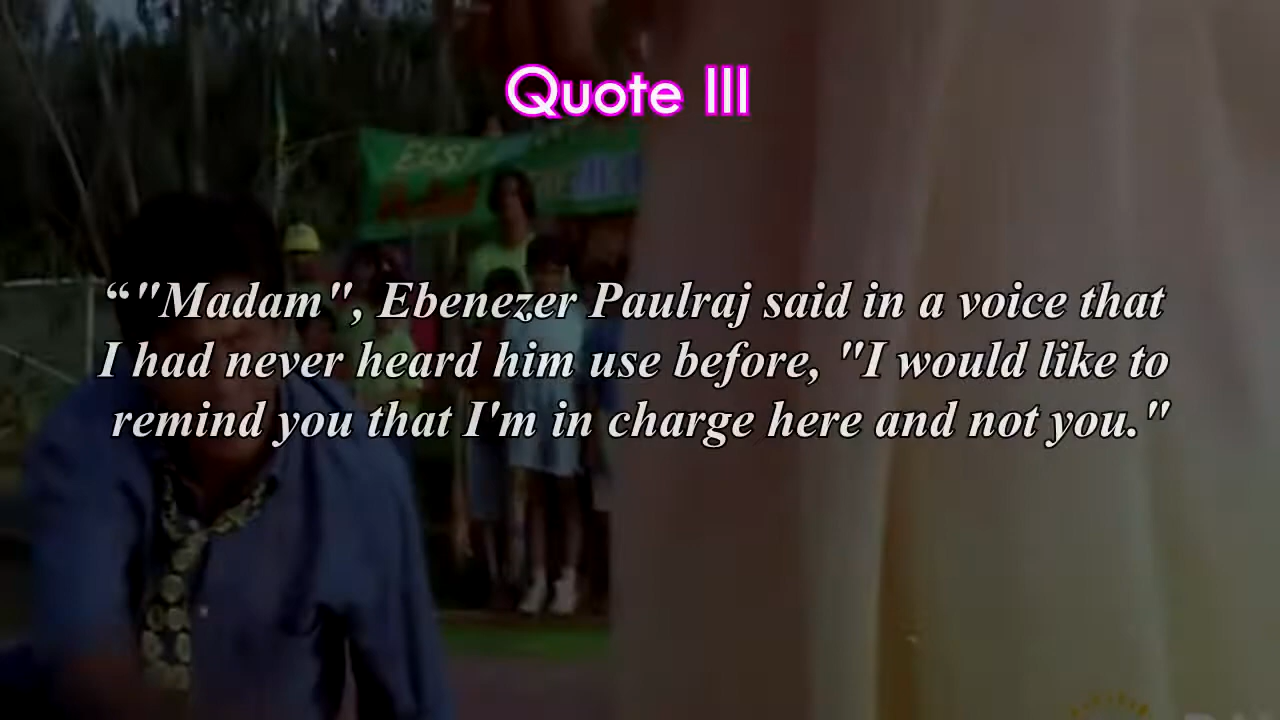 Quote III
“"Madam", Ebenezer Paulraj said in a voice that
I had never heard him use before, "I would like to
remind you that I'm in charge here and not you."
EAST